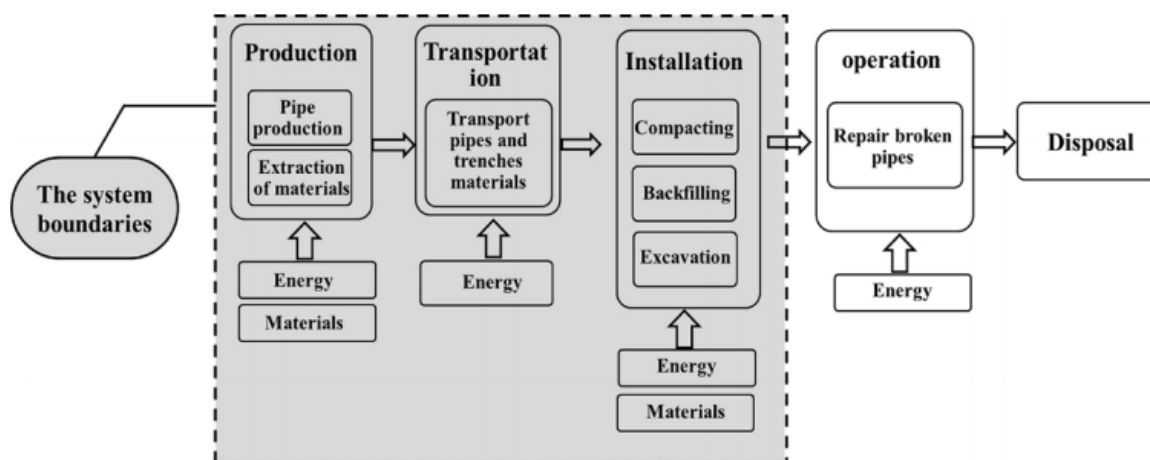 The system
boundaries
Production
Pipe
production
Extraction
of materials
Energy
Materials
Transportat
ion
Transport
pipes and
trenches
materials
Energy
Installation
Compacting
Backfilling
Excavation
Energy
Materials
operation
Repair broken
pipes
Energy
Disposal